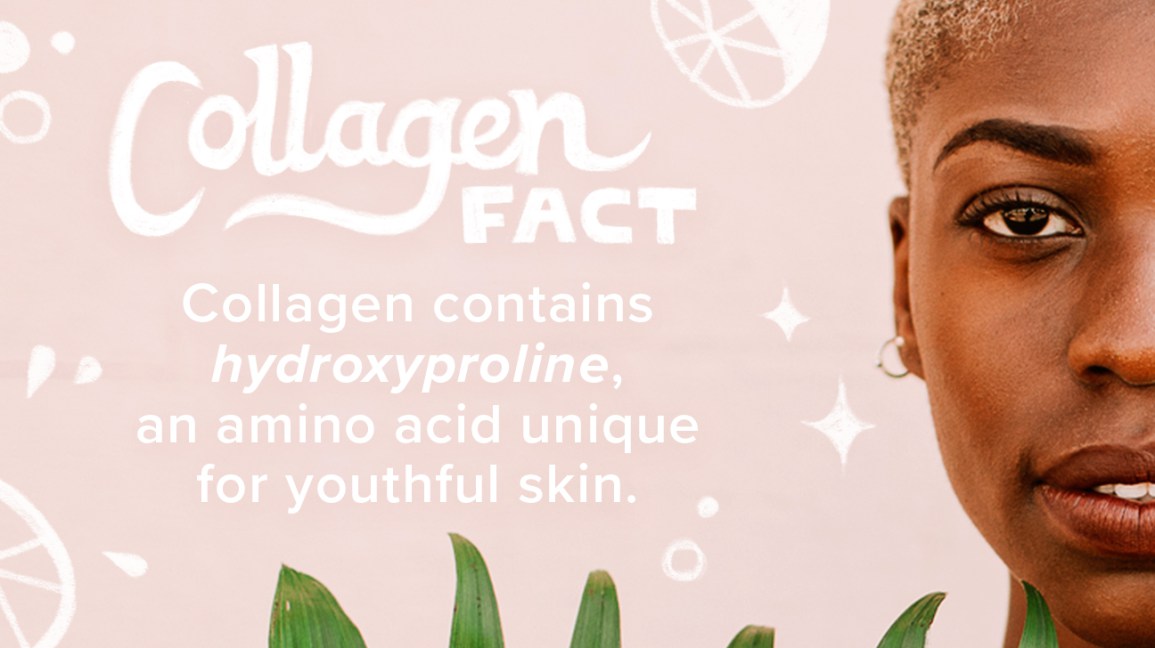 Collagen
FACT
Collagen contains
hydroxyproline,
an amino acid unique
for youthful skin.